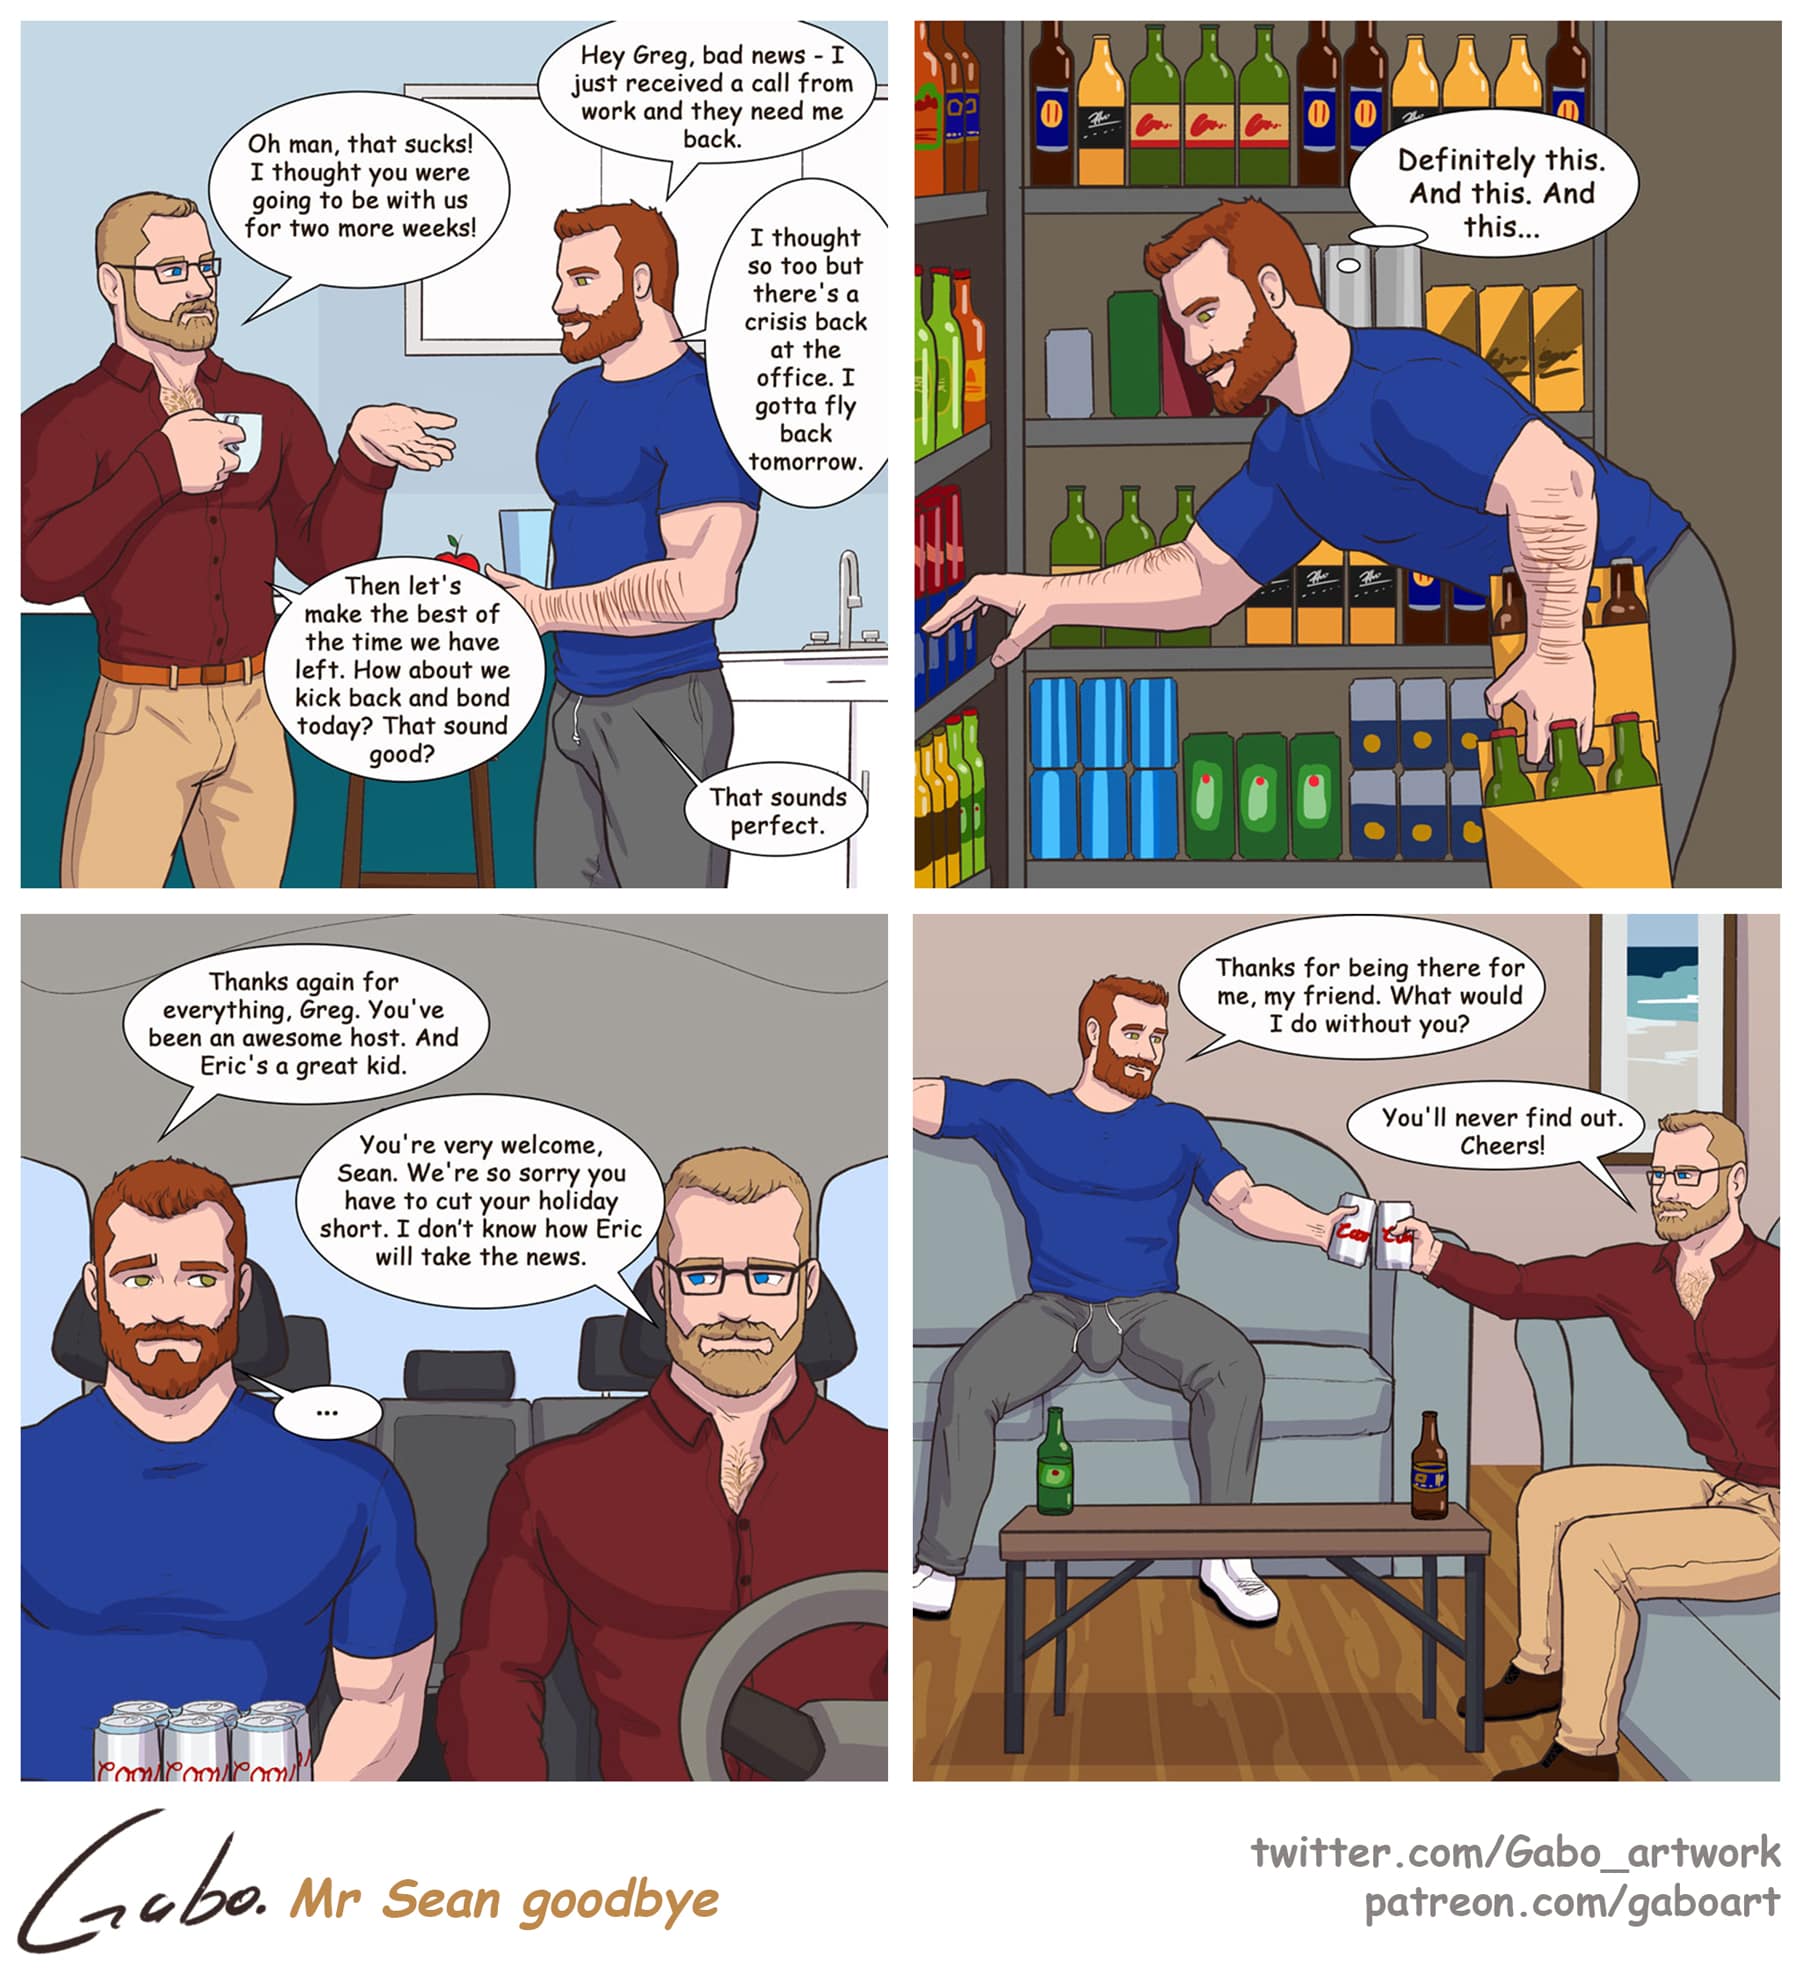 Hey Greg, bad news - I
just received a call from
work and they need me
back.
Oh man, that sucks!
I thought you were
going to be with us
for two more weeks!
I thought
so too but
there's a
crisis back
at the
office. I
gotta fly
back
tomorrow.
Then let's
make the best of
the time we have
left. How about we
kick back and bond
today? That sound
good?
That sounds
perfect.
Definitely this.
And this. And
this...
Thanks again for
everything, Greg. You've
been an awesome host. And
Eric's a great kid.
You're very welcome,
Sean. We're so sorry you
have to cut your holiday
short. I don't know how Eric
will take the news.
...
Thanks for being there for
me, my friend. What would
I do without you?
You'll never find out.
Cheers!
Gabo. Mr Sean goodbye
twitter.com/Gabo_artwork
patreon.com/gaboart